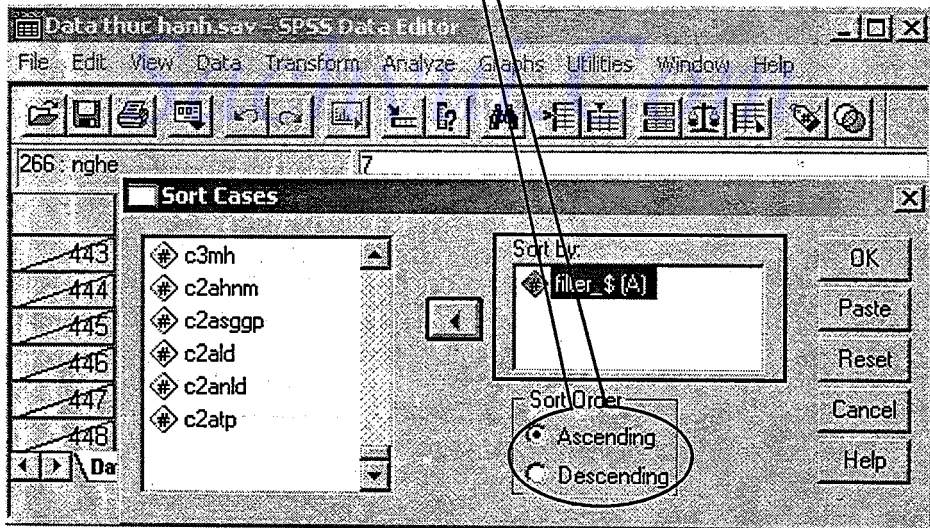 Data thuc hanh.sav - SPSS Data Editor
File Edit View Data Transform Analyze Graphs Utilities Window Help
266 : nghe 7
Sort Cases
443
444
445
446
447
448
Da
c3mh
c2ahnm
c2asggp
c2ald
c2anld
c2atp
Sort by:
filter_$ (A)
Sort Order
Ascending
Descending
OK
Paste
Reset
Cancel
Help